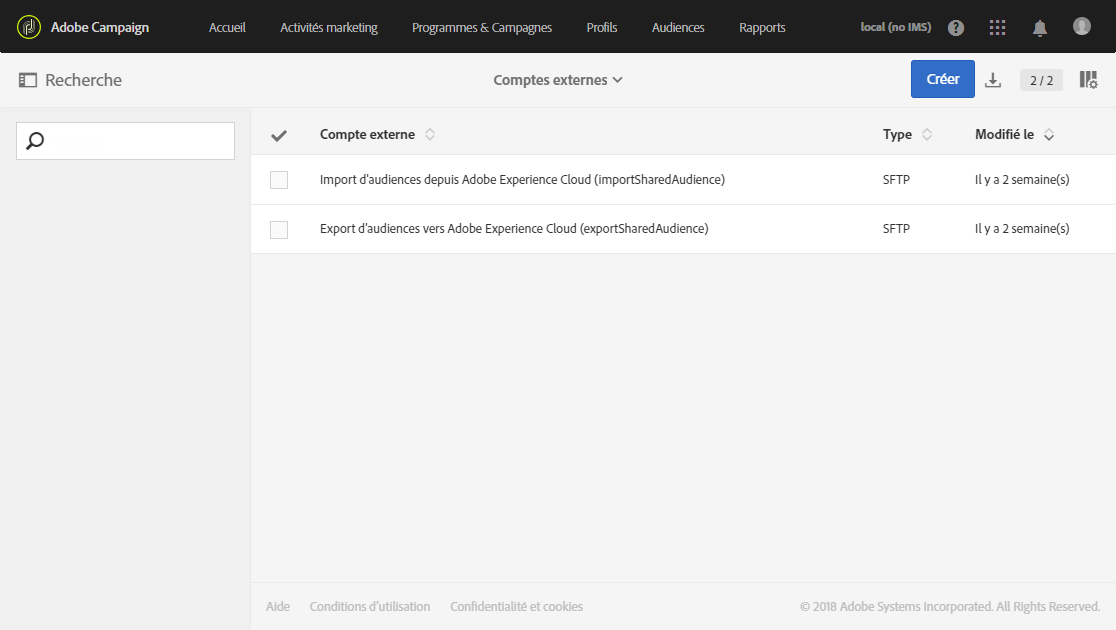 Adobe Campaign Accueil Activités marketing Programmes & Campagnes Profils Audiences Rapports local (no IMS) ?
Recherche Comptes externes Créer 2 / 2
Compte externe Type Modifié le
Import d'audiences depuis Adobe Experience Cloud (importSharedAudience) SFTP Il y a 2 semaine(s)
Export d'audiences vers Adobe Experience Cloud (exportSharedAudience) SFTP Il y a 2 semaine(s)
Aide Conditions d'utilisation Confidentialité et cookies © 2018 Adobe Systems Incorporated. All Rights Reserved.